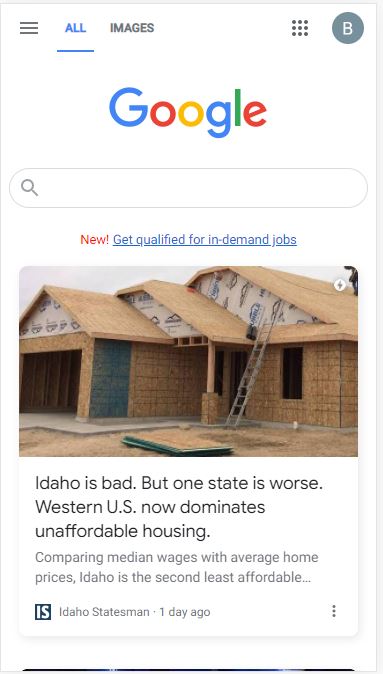 ALL IMAGES B
Google
New! Get qualified for in-demand jobs
Idaho is bad. But one state is worse.
Western U.S. now dominates
unaffordable housing.
Comparing median wages with average home
prices, Idaho is the second least affordable...
IS Idaho Statesman · 1 day ago